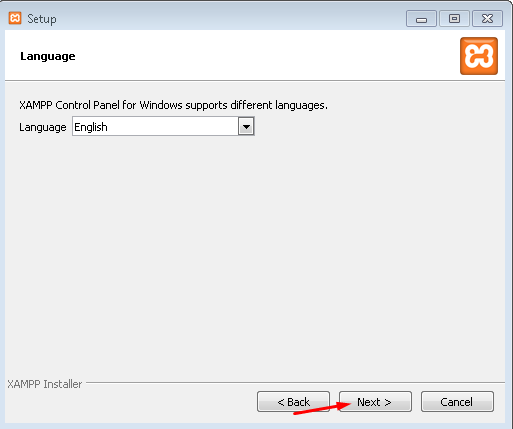 Setup
Language
XAMPP Control Panel for Windows supports different languages.
Language English
XAMPP Installer
< Back Next > Cancel